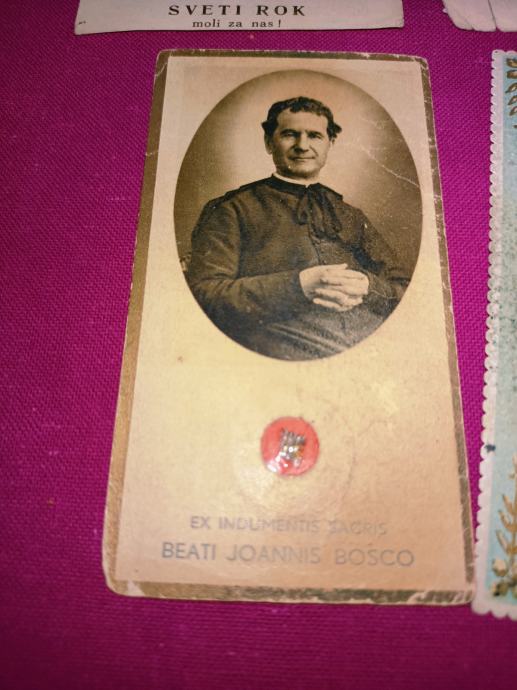 SVETI ROK
moli za nas!
EX INDUMENTIS SACRIS
BEATI JOANNIS BOSCO